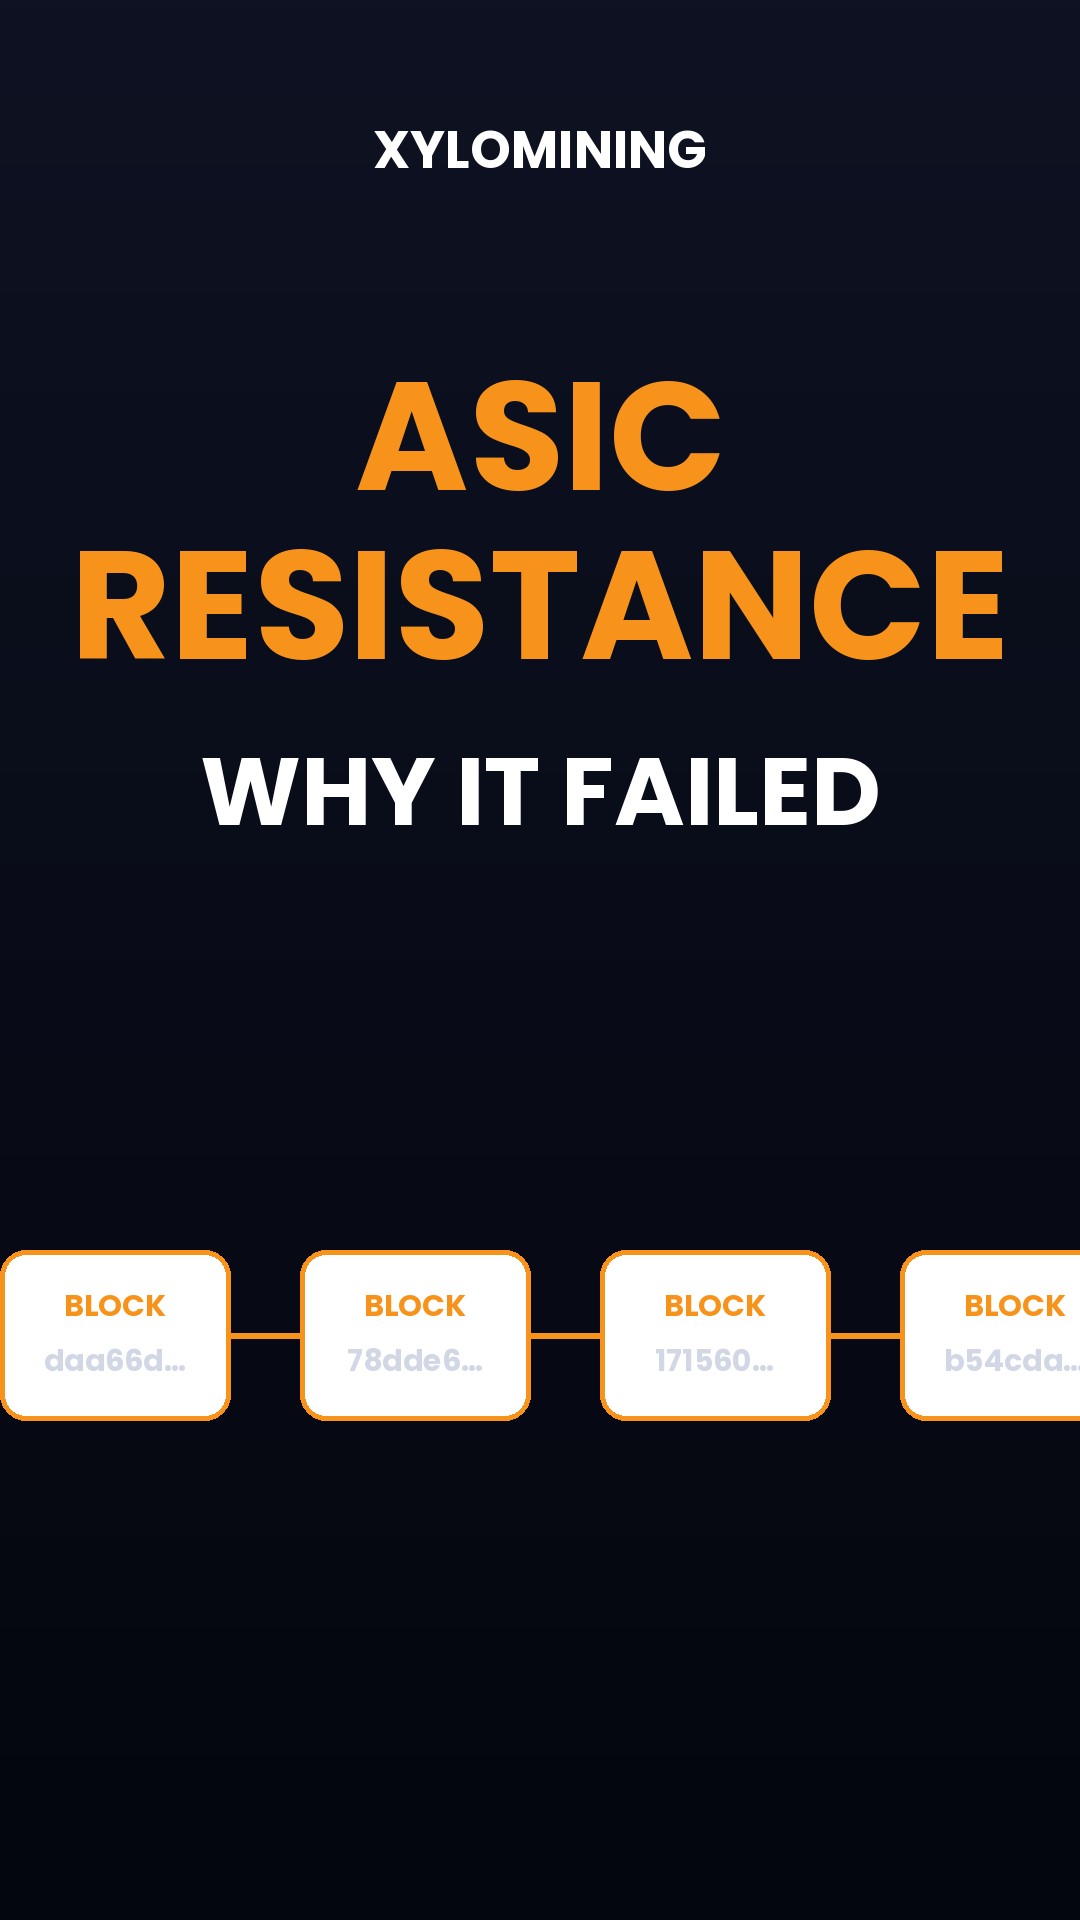 XYLOMINING
ASIC
RESISTANCE
WHY IT FAILED
BLOCK
daa66d...
BLOCK
78dde6...
BLOCK
171560...
BLOCK
b54cda...